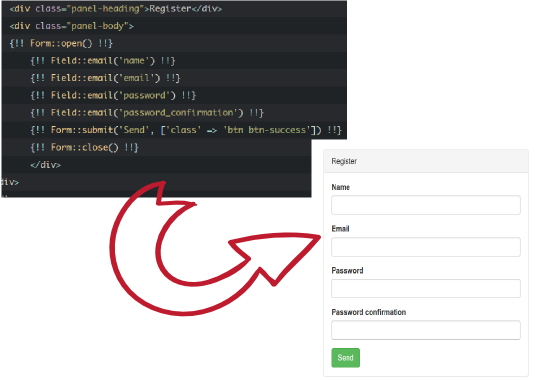 <div class="panel-heading">Register</div>
<div class="panel-body">
{!! Form::open() !!}
{!! Field::email('name') !!}
{!! Field::email('email') !!}
{!! Field::email('password') !!}
{!! Field::email('password_confirmation') !!}
{!! Form::submit('Send', ['class' => 'btn btn-success']) !!}
{!! Form::close() !!}
</div>
div>
Register
Name
Email
Password
Password confirmation
Send